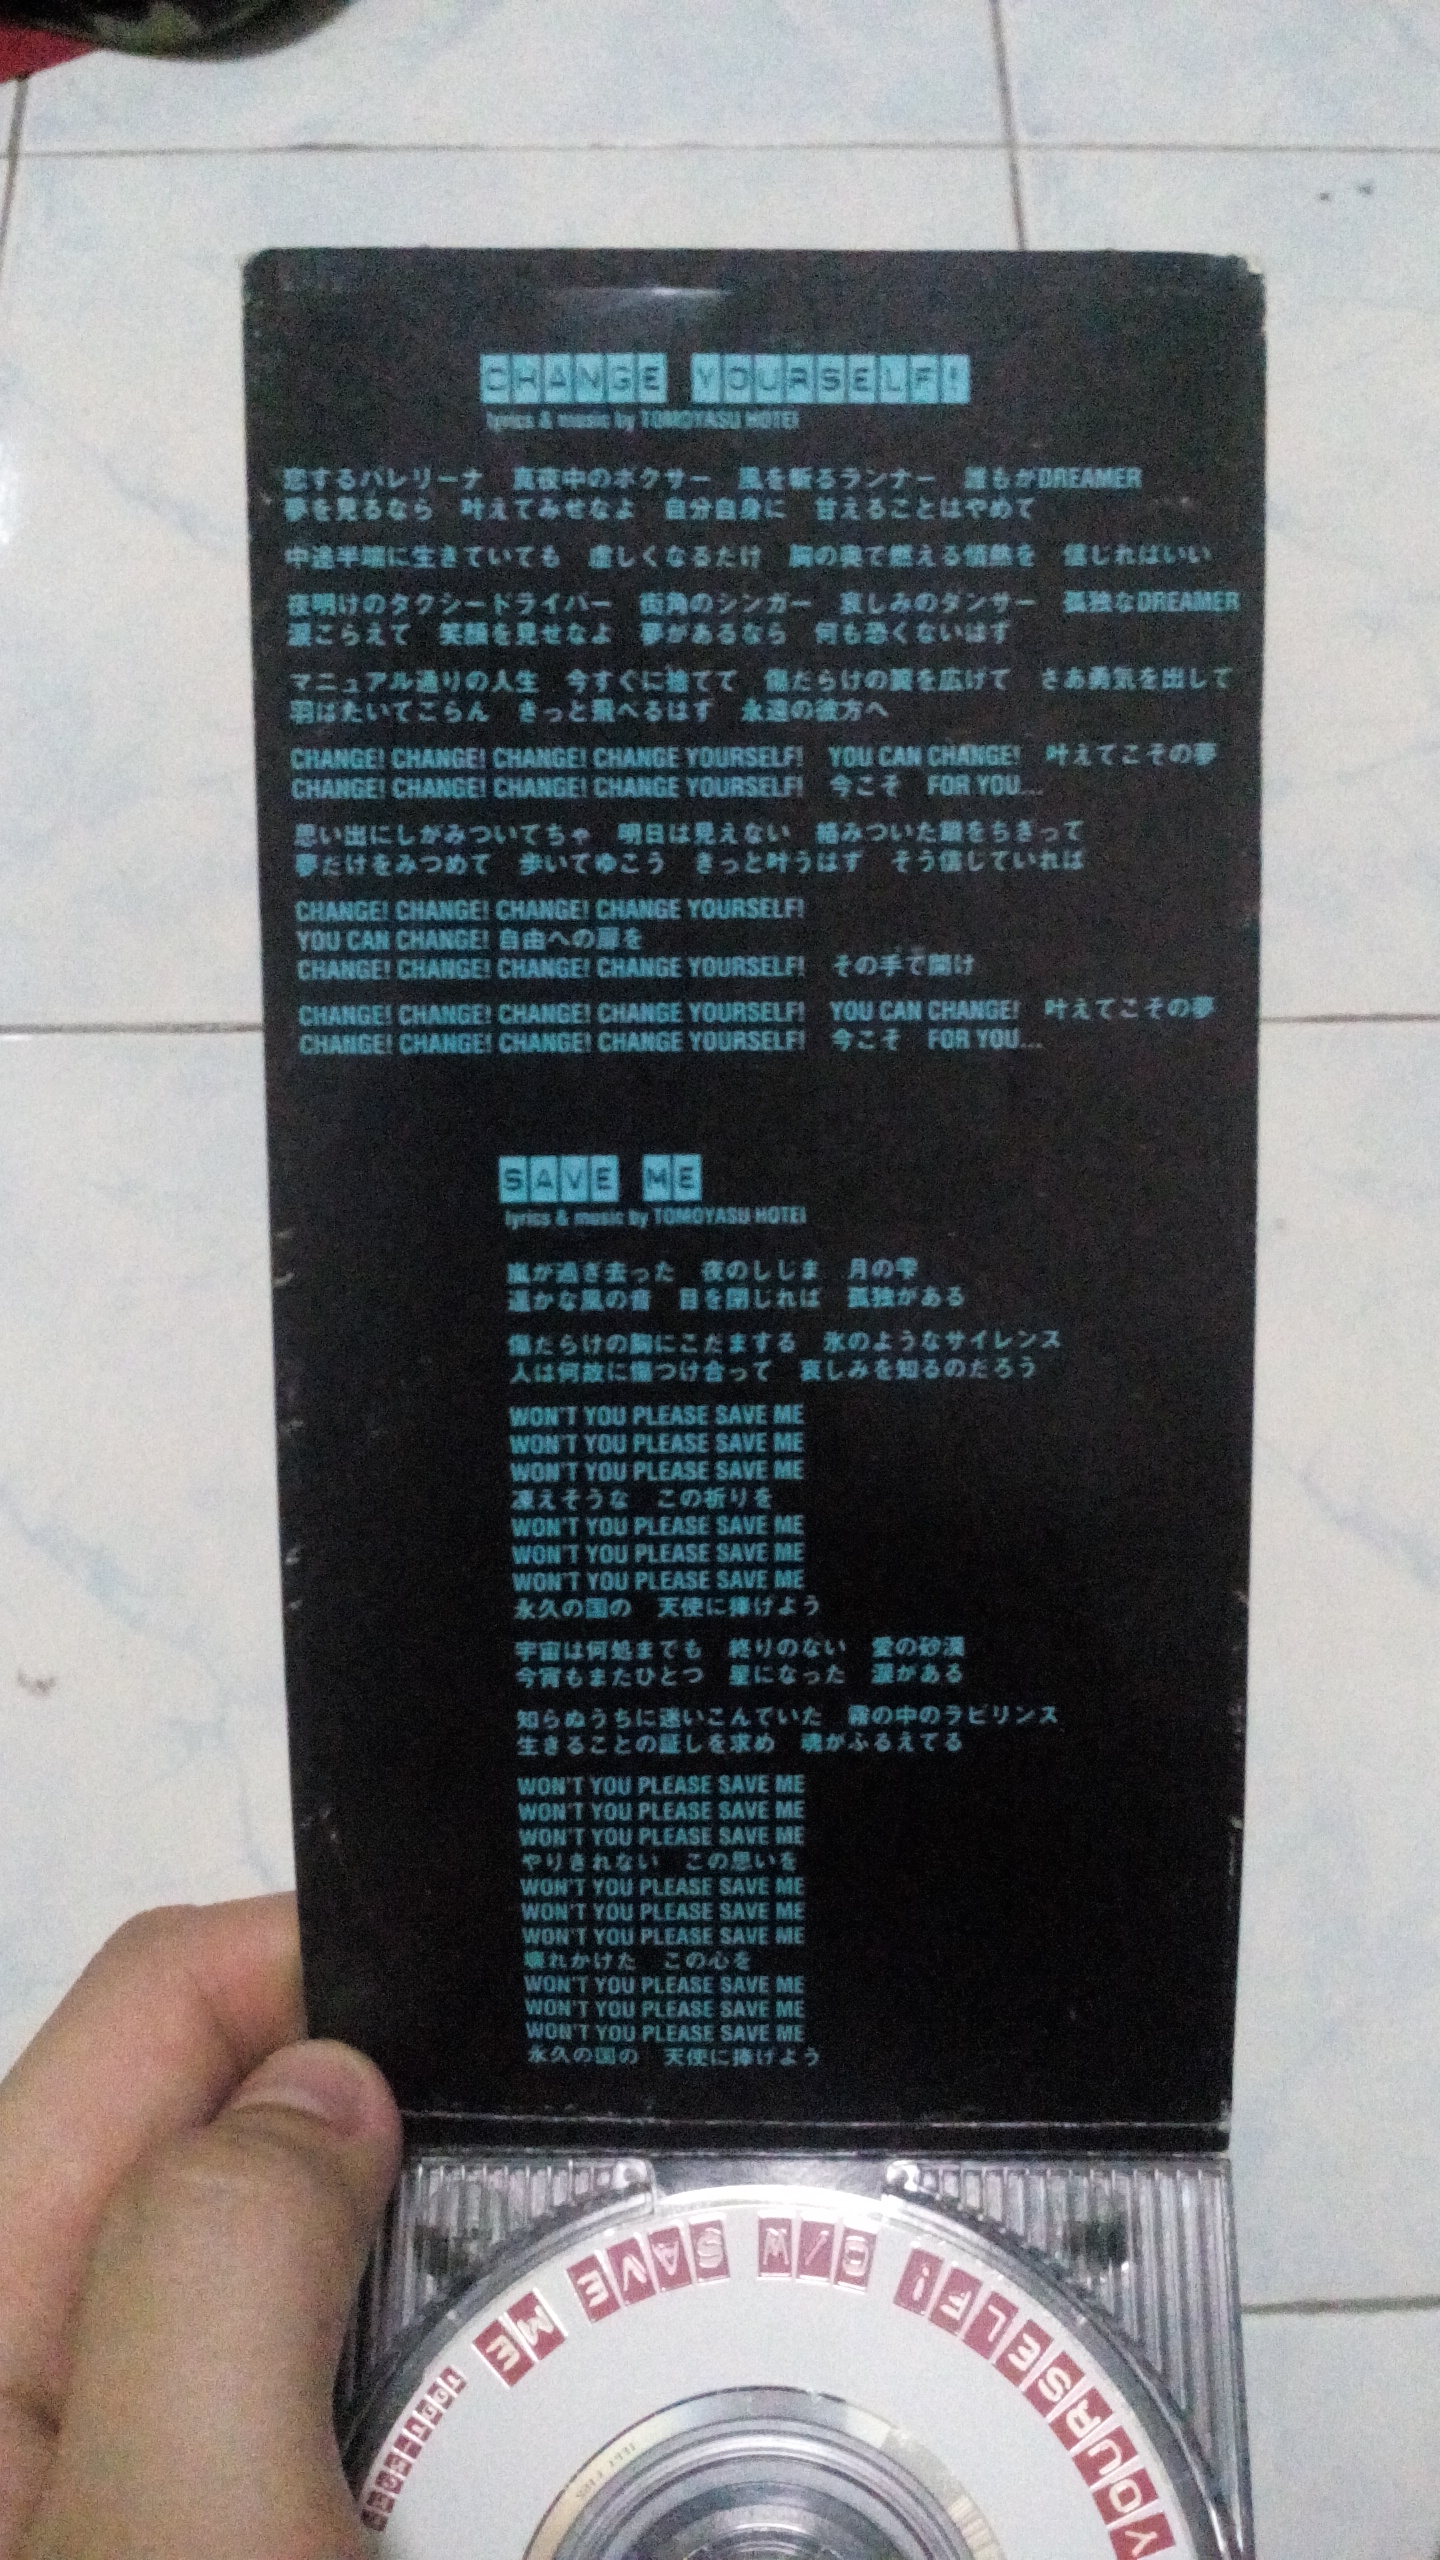 CHANGE YOURSELF!
lyrics & music by TOMOYASU HOTEI
恋するバレリーナ　真夜中のボクサー　風を斬るランナー　誰もがDREAMER
夢を見るなら　叶えてみせなよ　自分自身に　甘えることはやめて
中途半端に生きていても　虚しくなるだけ　胸の奥で燃える情熱を　信じればいい
夜明けのタクシードライバー　街角のシンガー　哀しみのダンサー　孤独なDREAMER
涙こらえて　笑顔を見せなよ　夢があるなら　何も恐くないはず
マニュアル通りの人生　今すぐに捨てて　傷だらけの翼を広げて　さあ勇気を出して
羽ばたいてごらん　きっと飛べるはず　永遠の彼方へ
CHANGE! CHANGE! CHANGE! CHANGE YOURSELF!　YOU CAN CHANGE!　叶えてこその夢
CHANGE! CHANGE! CHANGE! CHANGE YOURSELF!　今こそ　FOR YOU...
思い出にしがみついてちゃ　明日は見えない　絡みついた鎖をちぎって
夢だけをみつめて　歩いてゆこう　きっと叶うはず　そう信じていれば
CHANGE! CHANGE! CHANGE! CHANGE YOURSELF!
YOU CAN CHANGE! 自由への扉を
CHANGE! CHANGE! CHANGE! CHANGE YOURSELF!　その手で開け
CHANGE! CHANGE! CHANGE! CHANGE YOURSELF!　YOU CAN CHANGE!　叶えてこその夢
CHANGE! CHANGE! CHANGE! CHANGE YOURSELF!　今こそ　FOR YOU...
SAVE ME
lyrics & music by TOMOYASU HOTEI
嵐が過ぎ去った　夜のしじま　月の雫
遥かな風の音　目を閉じれば　孤独がある
傷だらけの胸にこだまする　氷のようなサイレンス
人は何故に傷つけ合って　哀しみを知るのだろう
WON'T YOU PLEASE SAVE ME
WON'T YOU PLEASE SAVE ME
WON'T YOU PLEASE SAVE ME
凍えそうな　この祈りを
WON'T YOU PLEASE SAVE ME
WON'T YOU PLEASE SAVE ME
WON'T YOU PLEASE SAVE ME
永久の国の　天使に捧げよう
宇宙は何処までも　終りのない　愛の砂漠
今宵もまたひとつ　星になった　涙がある
知らぬうちに迷いこんでいた　霧の中のラビリンス
生きることの証しを求め　魂がふるえてる
WON'T YOU PLEASE SAVE ME
WON'T YOU PLEASE SAVE ME
WON'T YOU PLEASE SAVE ME
やりきれない　この思いを
WON'T YOU PLEASE SAVE ME
WON'T YOU PLEASE SAVE ME
WON'T YOU PLEASE SAVE ME
壊れかけた　この心を
WON'T YOU PLEASE SAVE ME
WON'T YOU PLEASE SAVE ME
WON'T YOU PLEASE SAVE ME
永久の国の　天使に捧げよう
YOURSELF! C/W SAVE ME